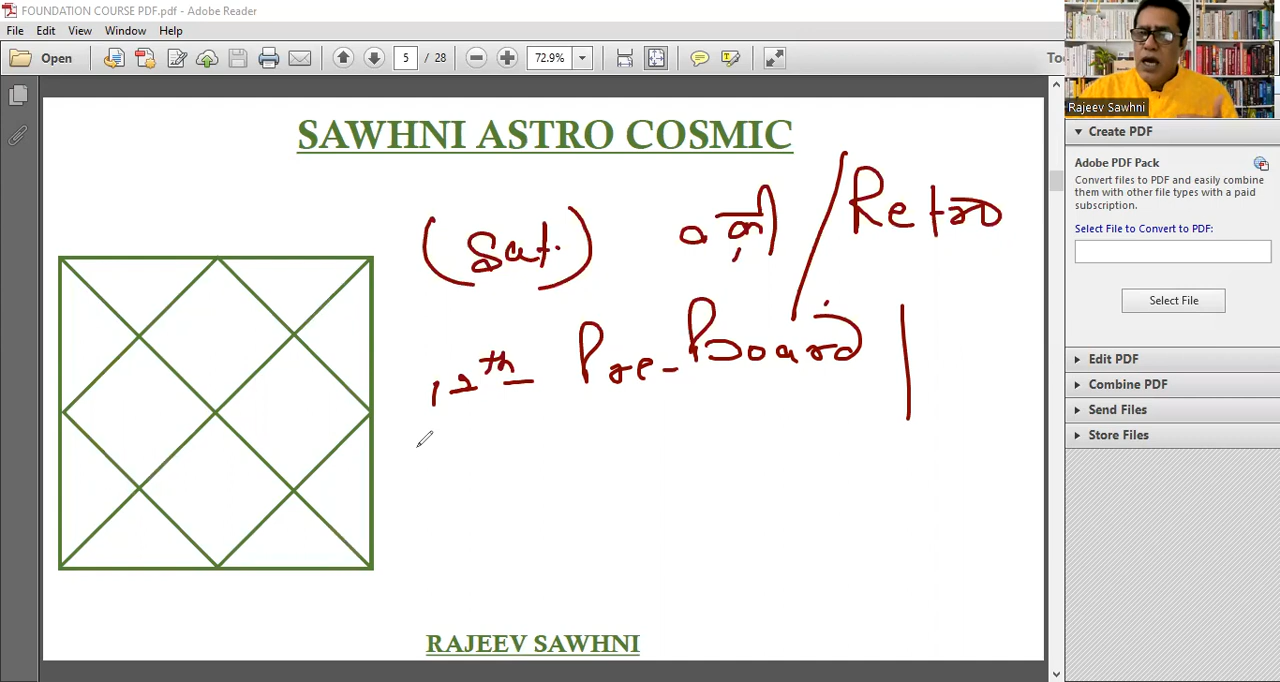 FOUNDATION COURSE PDF.pdf - Adobe Reader
File Edit View Window Help
Open 5 / 28 72.9% To
Rajeev Sawhni
Create PDF
Adobe PDF Pack
Convert files to PDF and easily combine
them with other file types with a paid
subscription.
Select File to Convert to PDF:
Select File
Edit PDF
Combine PDF
Send Files
Store Files
SAWHNI ASTRO COSMIC
(Sat.) / Retro
12th Pre-Board
RAJEEV SAWHNI